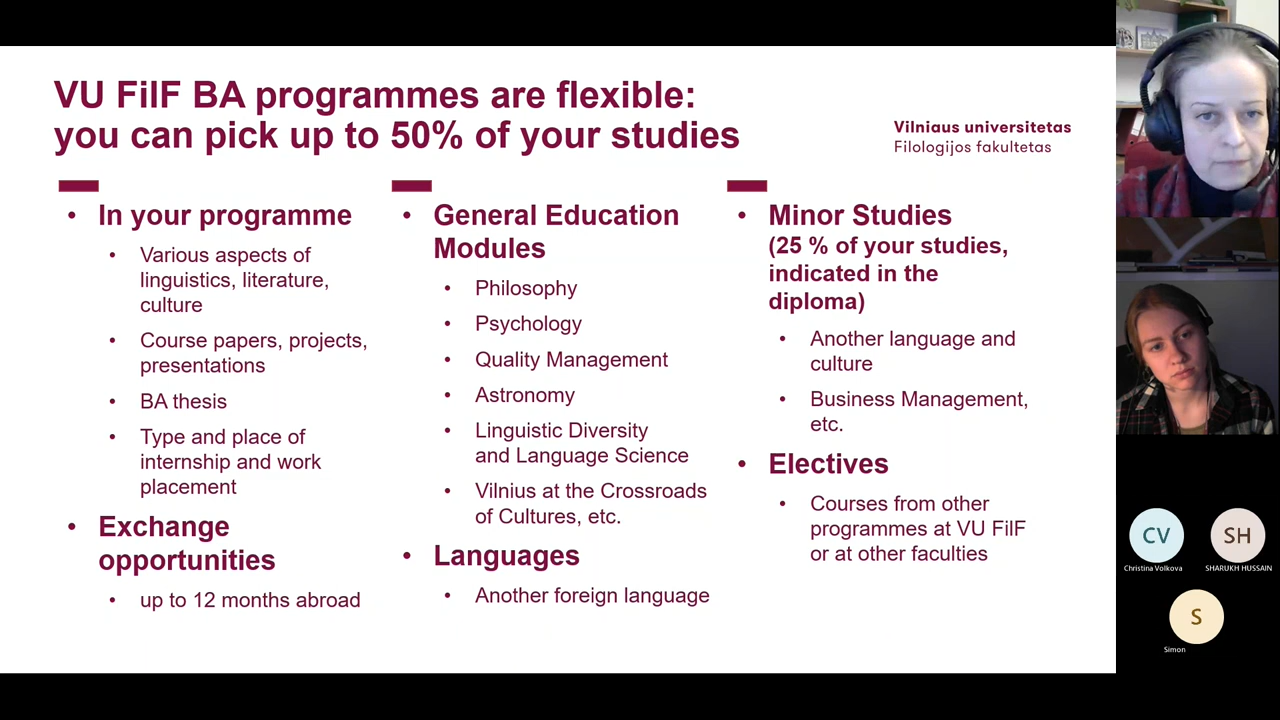 VU FilF BA programmes are flexible:
you can pick up to 50% of your studies
Vilniaus universitetas
Filologijos fakultetas
• In your programme
• Various aspects of
linguistics, literature,
culture
• Course papers, projects,
presentations
• BA thesis
• Type and place of
internship and work
placement
• Exchange
opportunities
• up to 12 months abroad
• General Education
Modules
• Philosophy
• Psychology
• Quality Management
• Astronomy
• Linguistic Diversity
and Language Science
• Vilnius at the Crossroads
of Cultures, etc.
• Languages
• Another foreign language
• Minor Studies
(25 % of your studies,
indicated in the
diploma)
• Another language and
culture
• Business Management,
etc.
• Electives
• Courses from other
programmes at VU FilF
or at other faculties
CV
Christina Volkova
SH
SHARUKH HUSSAIN
S
Simon